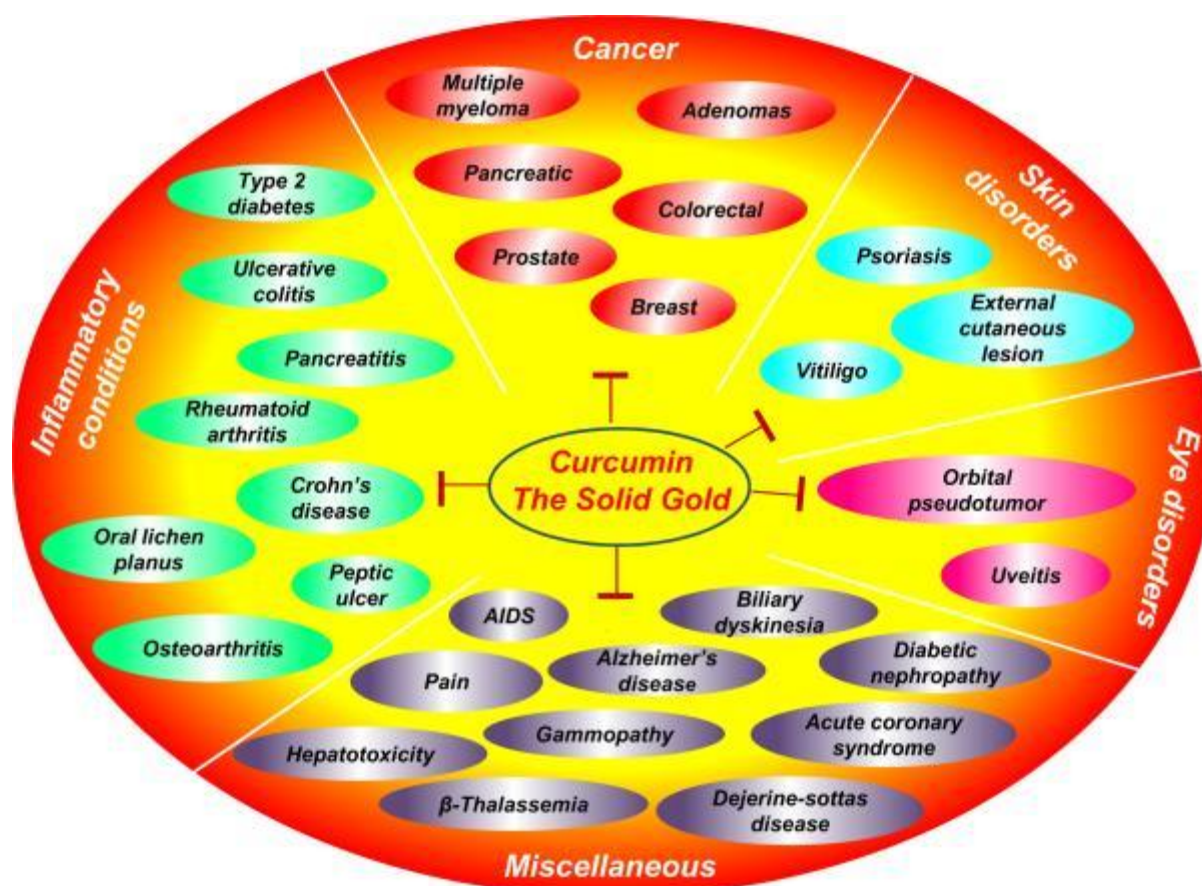 Cancer
Multiple
myeloma
Adenomas
Pancreatic
Colorectal
Prostate
Breast
Skin
disorders
Psoriasis
External
cutaneous
lesion
Vitiligo
Eye disorders
Orbital
pseudotumor
Uveitis
Inflammatory
conditions
Type 2
diabetes
Ulcerative
colitis
Pancreatitis
Rheumatoid
arthritis
Crohn's
disease
Oral lichen
planus
Peptic
ulcer
Osteoarthritis
Curcumin
The Solid Gold
AIDS
Biliary
dyskinesia
Pain
Alzheimer's
disease
Diabetic
nephropathy
Hepatotoxicity
Gammopathy
Acute coronary
syndrome
β-Thalassemia
Dejerine-sottas
disease
Miscellaneous